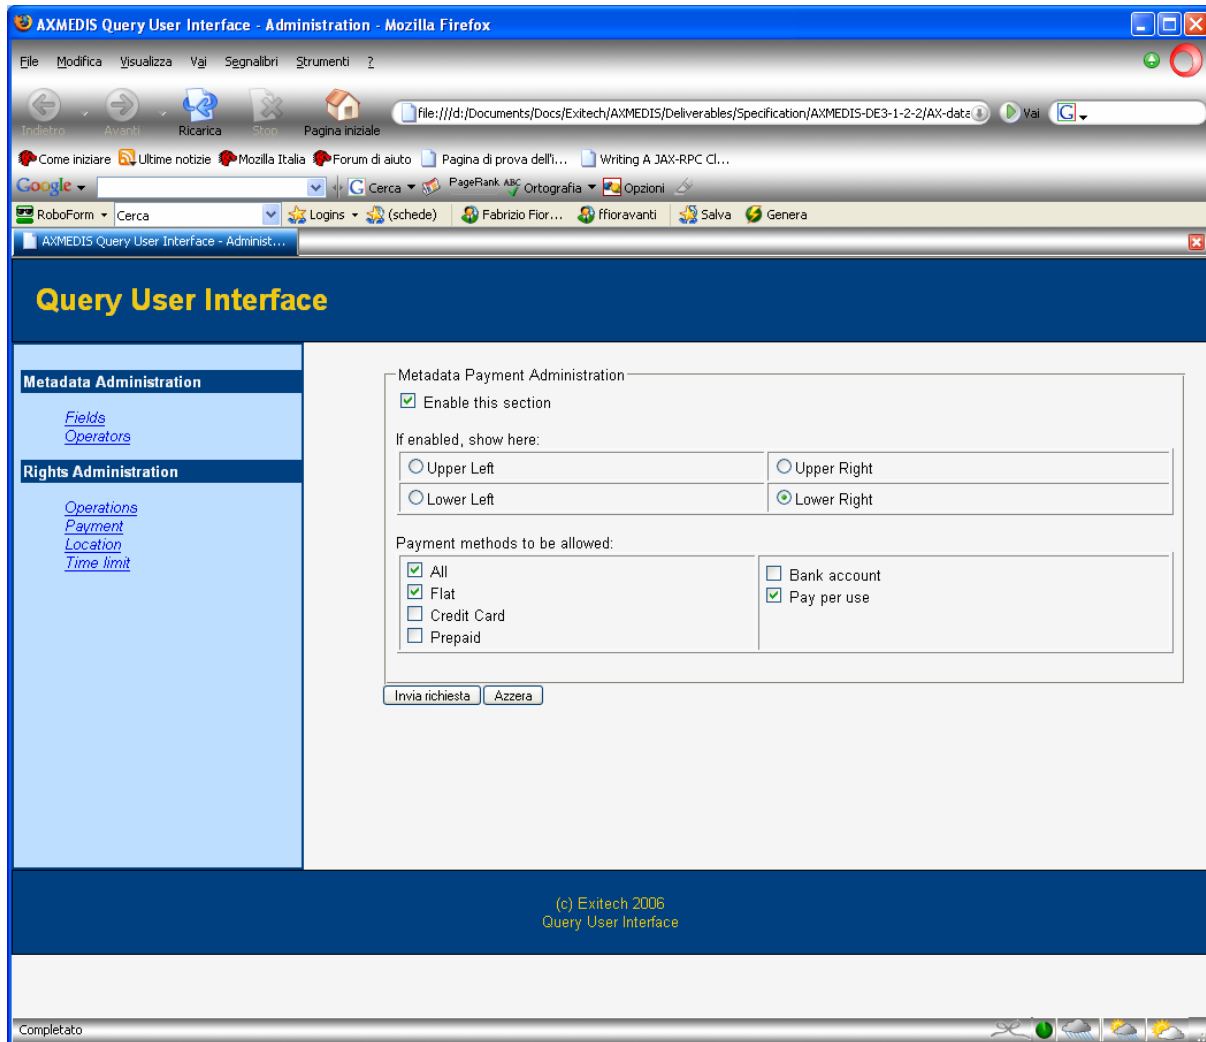 AXMEDIS Query User Interface - Administration - Mozilla Firefox
File Modifica Visualizza Vai Segnalibri Strumenti ?
Indietro Avanti Ricarica Stop Pagina iniziale file:///d:/Documents/Docs/Exitech/AXMEDIS/Deliverables/Specification/AXMEDIS-DE3-1-2-2/AX-data Vai G
Come iniziare Ultime notizie Mozilla Italia Forum di aiuto Pagina di prova dell'i... Writing A JAX-RPC Cl...
Google G Cerca PageRank ABC Ortografia Opzioni
RoboForm Cerca Logins (schede) Fabrizio Fior... ffioravanti Salva Genera
AXMEDIS Query User Interface - Administ...
Query User Interface
Metadata Administration
Fields
Operators
Rights Administration
Operations
Payment
Location
Time limit
Metadata Payment Administration
Enable this section
If enabled, show here:
Upper Left Upper Right
Lower Left Lower Right
Payment methods to be allowed:
All
Flat
Credit Card
Prepaid
Bank account
Pay per use
Invia richiesta Azzera
(c) Exitech 2006
Query User Interface
Completato